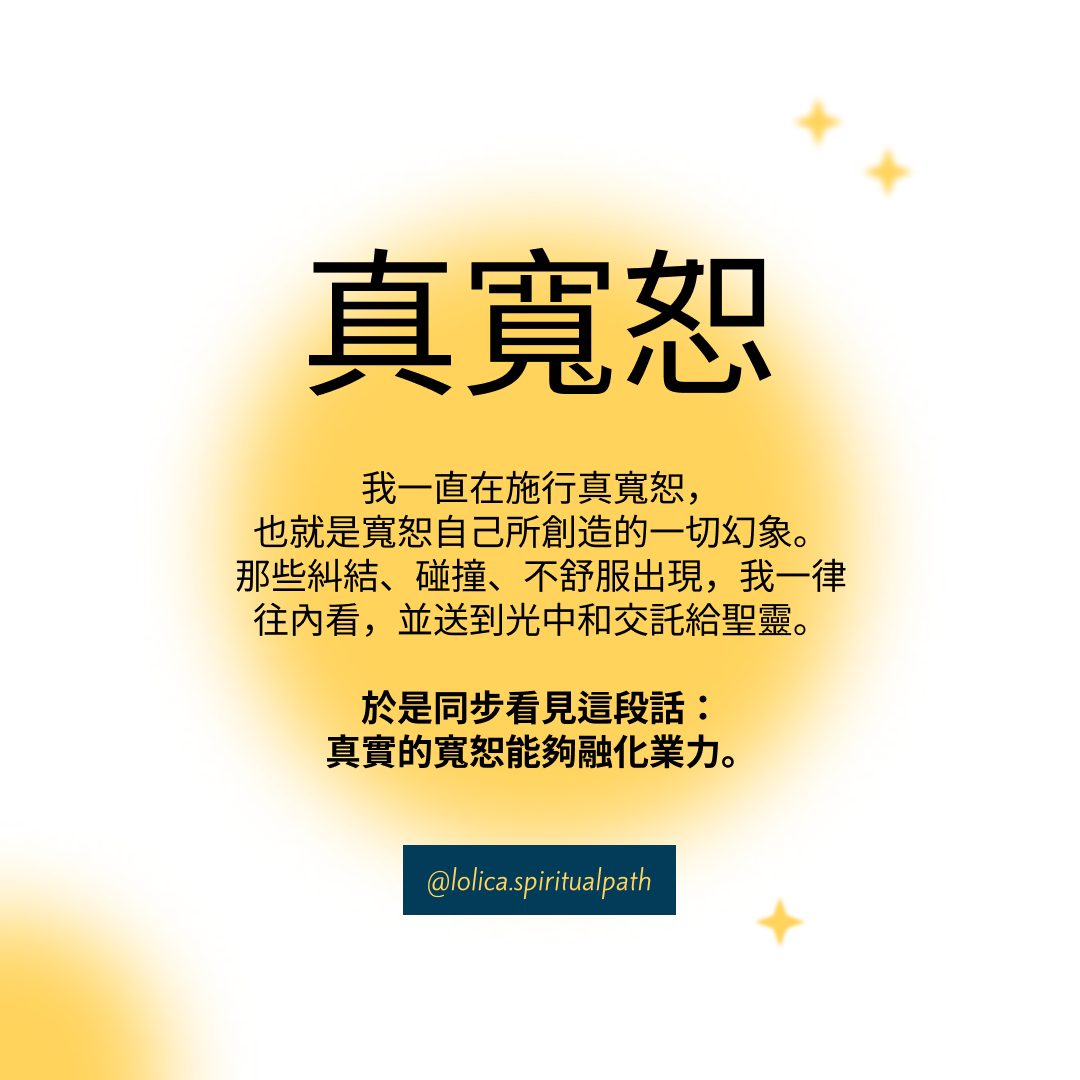 真寬恕
我一直在施行真寬恕，
也就是寬恕自己所創造的一切幻象。
那些糾結、碰撞、不舒服出現，我一律
往內看，並送到光中和交託給聖靈。
於是同步看見這段話：
真實的寬恕能夠融化業力。
@lolica.spiritualpath